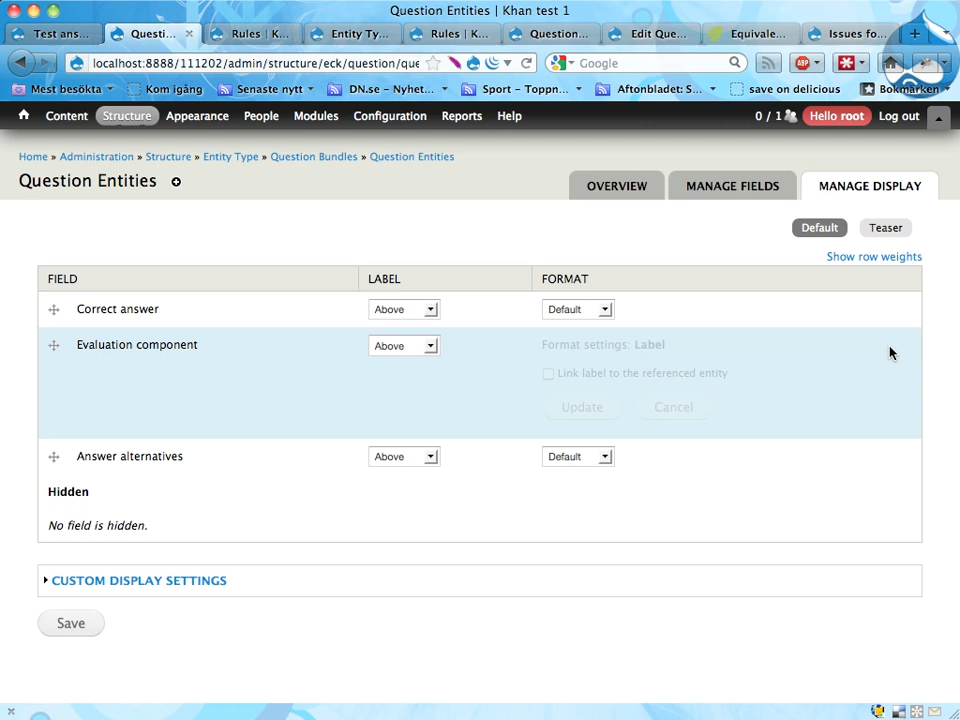 Question Entities | Khan test 1
Test ans...
Questi...
Rules | K...
Entity Ty...
Rules | K...
Question...
Edit Que...
Equivale...
Issues fo...
localhost:8888/111202/admin/structure/eck/question/que
Google
ABP
Mest besökta
Kom igång
Senaste nytt
DN.se – Nyhet...
Sport – Toppn...
Aftonbladet: S...
save on delicious
Bokmärken
Content
Structure
Appearance
People
Modules
Configuration
Reports
Help
0 / 1
Hello root
Log out
Home » Administration » Structure » Entity Type » Question Bundles » Question Entities
Question Entities
OVERVIEW
MANAGE FIELDS
MANAGE DISPLAY
Default
Teaser
Show row weights
FIELD LABEL FORMAT
Correct answer Above Default
Evaluation component Above Format settings: Label
Link label to the referenced entity
Update Cancel
Answer alternatives Above Default
Hidden
No field is hidden.
CUSTOM DISPLAY SETTINGS
Save